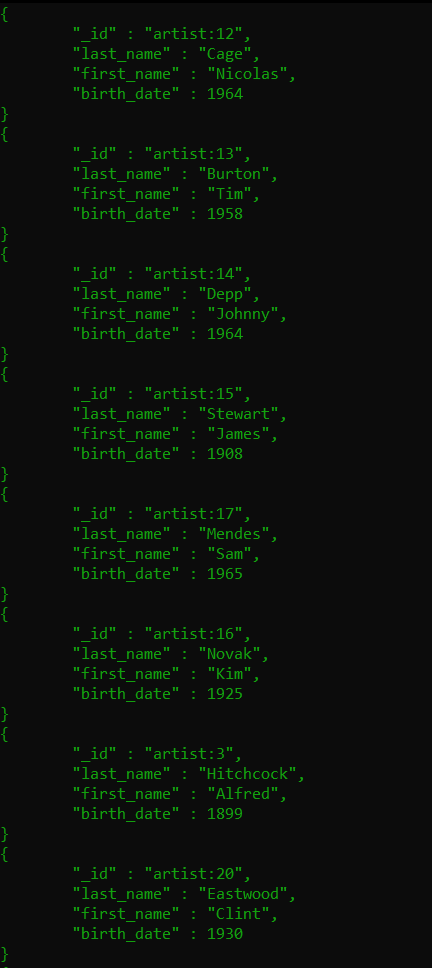 {
"_id" : "artist:12",
"last_name" : "Cage",
"first_name" : "Nicolas",
"birth_date" : 1964
}
{
"_id" : "artist:13",
"last_name" : "Burton",
"first_name" : "Tim",
"birth_date" : 1958
}
{
"_id" : "artist:14",
"last_name" : "Depp",
"first_name" : "Johnny",
"birth_date" : 1964
}
{
"_id" : "artist:15",
"last_name" : "Stewart",
"first_name" : "James",
"birth_date" : 1908
}
{
"_id" : "artist:17",
"last_name" : "Mendes",
"first_name" : "Sam",
"birth_date" : 1965
}
{
"_id" : "artist:16",
"last_name" : "Novak",
"first_name" : "Kim",
"birth_date" : 1925
}
{
"_id" : "artist:3",
"last_name" : "Hitchcock",
"first_name" : "Alfred",
"birth_date" : 1899
}
{
"_id" : "artist:20",
"last_name" : "Eastwood",
"first_name" : "Clint",
"birth_date" : 1930
}